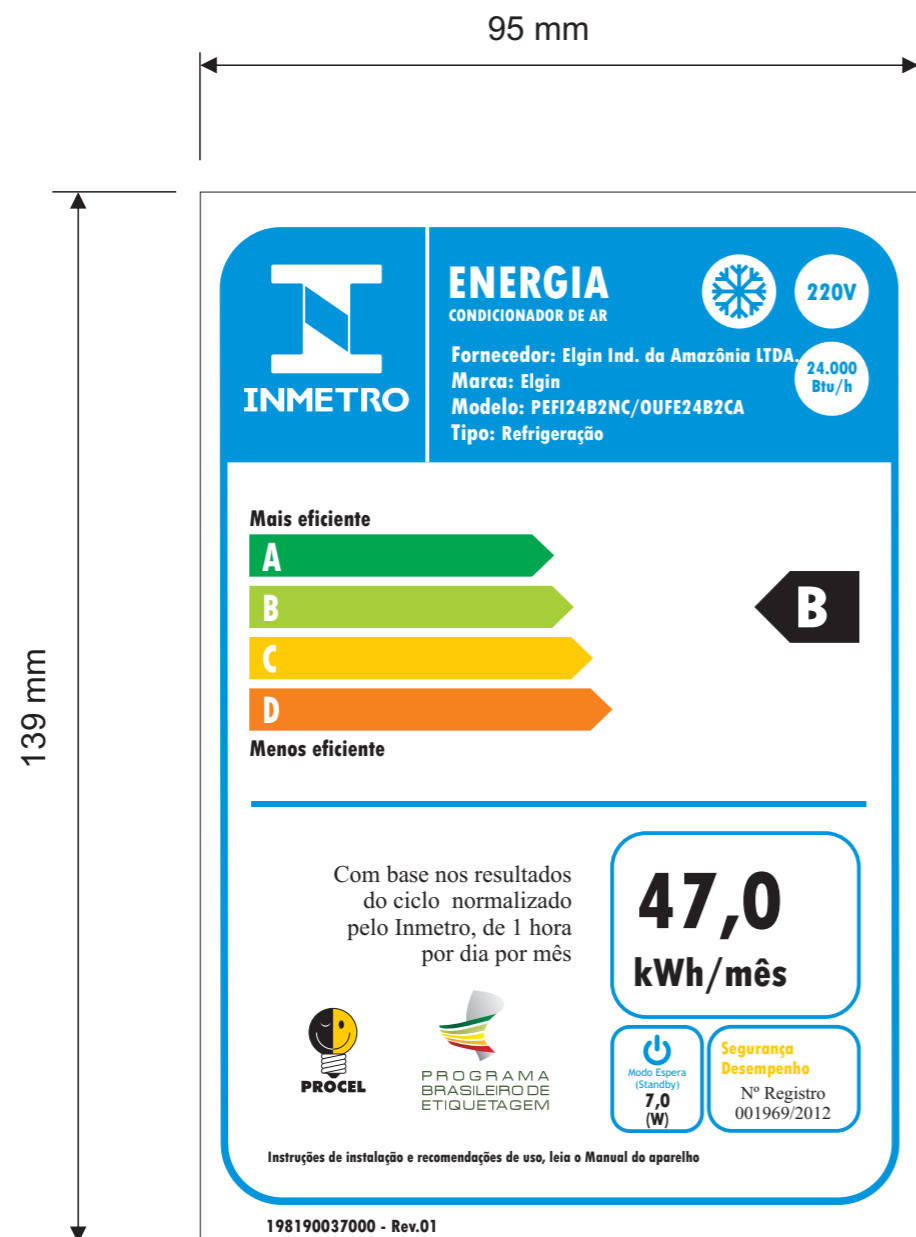 95 mm
139 mm
INMETRO
ENERGIA
CONDICIONADOR DE AR
220V
24.000
Btu/h
Fornecedor: Elgin Ind. da Amazônia LTDA.
Marca: Elgin
Modelo: PEFI24B2NC/OUFE24B2CA
Tipo: Refrigeração
Mais eficiente
A
B
C
D
Menos eficiente
B
Com base nos resultados
do ciclo normalizado
pelo Inmetro, de 1 hora
por dia por mês
47,0
kWh/mês
PROCEL
PROGRAMA
BRASILEIRO DE
ETIQUETAGEM
Modo Espera
(Standby)
7,0
(W)
Segurança
Desempenho
Nº Registro
001969/2012
Instruções de instalação e recomendações de uso, leia o Manual do aparelho
198190037000 - Rev.01